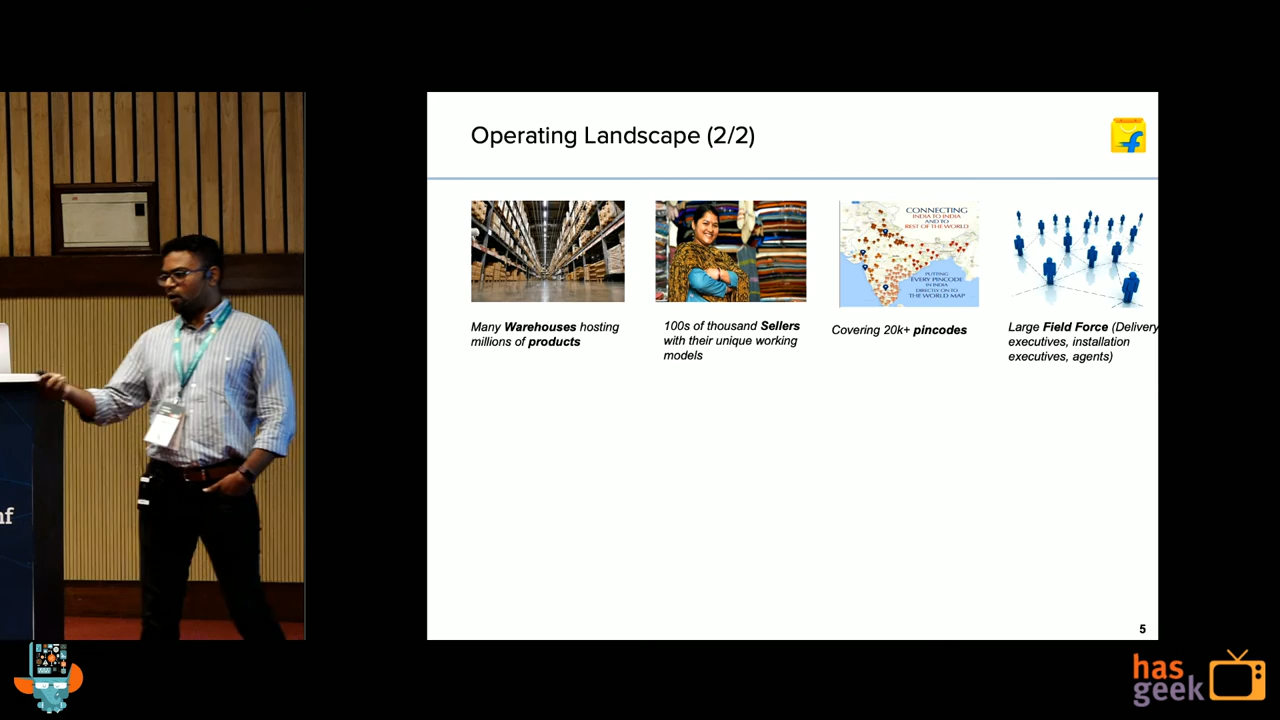 Operating Landscape (2/2)
CONNECTING
INDIA TO INDIA
AND TO
REST OF THE WORLD
PUTTING
EVERY PINCODE
IN INDIA
DIRECTLY ON TO
THE WORLD MAP
Many Warehouses hosting
millions of products
100s of thousand Sellers
with their unique working
models
Covering 20k+ pincodes
Large Field Force (Delivery
executives, installation
executives, agents)
5
nf
has
geek